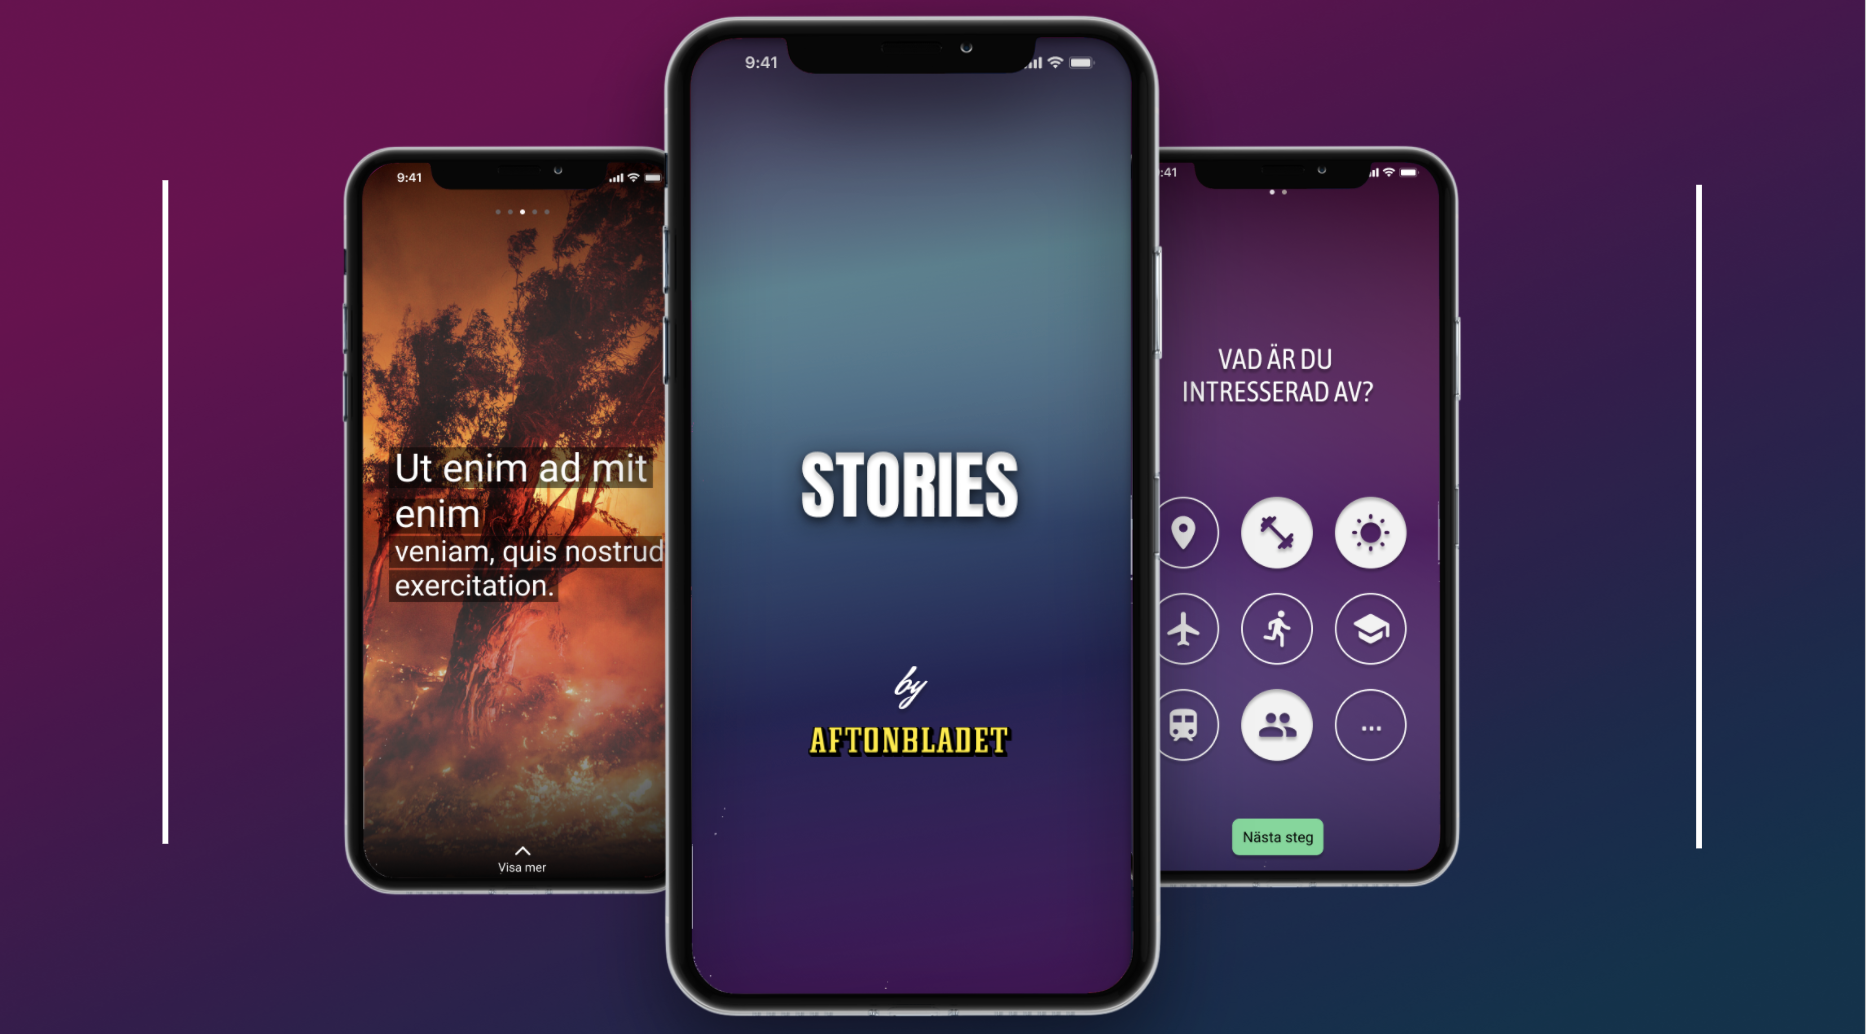 9:41
Ut enim ad mit
enim
veniam, quis nostrud
exercitation.
Visa mer
9:41
STORIES
by
AFTONBLADET
:41
VAD ÄR DU
INTRESSERAD AV?
...
Nästa steg